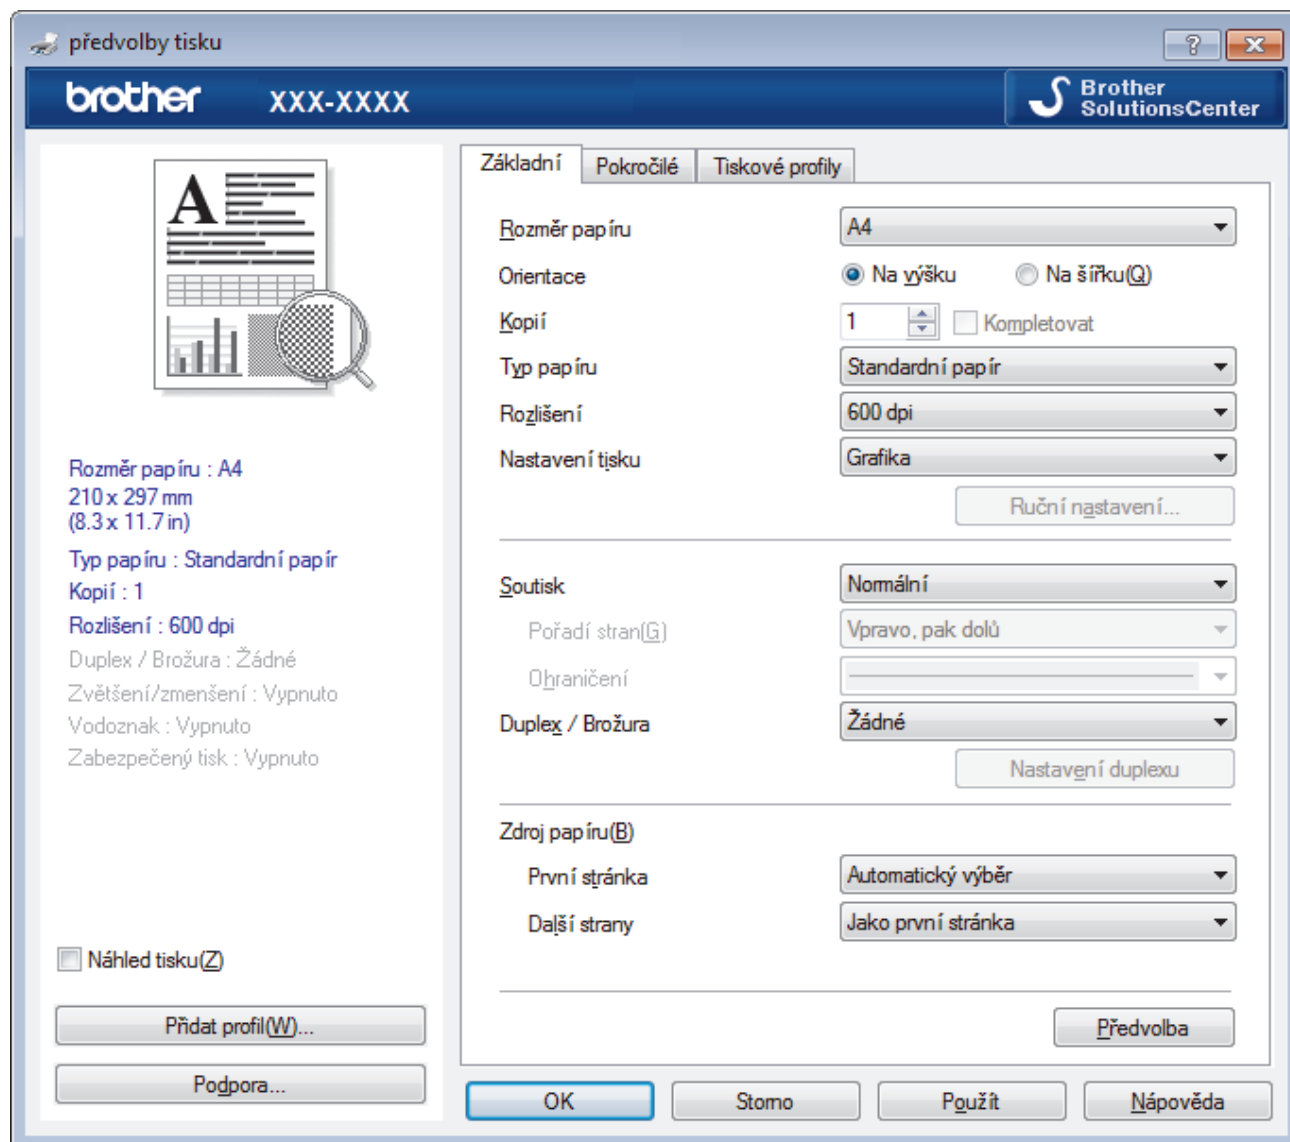 předvolby tisku
?
brother XXX-XXXX
Brother
SolutionsCenter
A
Rozměr papíru : A4
210 x 297 mm
(8.3 x 11.7 in)
Typ papíru : Standardní papír
Kopií : 1
Rozlišení : 600 dpi
Duplex / Brožura : Žádné
Zvětšení/zmenšení : Vypnuto
Vodoznak : Vypnuto
Zabezpečený tisk : Vypnuto
Náhled tisku(Z)
Přidat profil(W)...
Podpora...
Základní Pokročilé Tiskové profily
Rozměr papíru A4
Orientace Na výšku Na šířku(Q)
Kopií 1 Kompletovat
Typ papíru Standardní papír
Rozlišení 600 dpi
Nastavení tisku Grafika
Ruční nastavení...
Soutisk Normální
Pořadí stran(G) Vpravo, pak dolů
Ohraničení
Duplex / Brožura Žádné
Nastavení duplexu
Zdroj papíru(B)
První stránka Automatický výběr
Další strany Jako první stránka
Předvolba
OK Storno Použít Nápověda